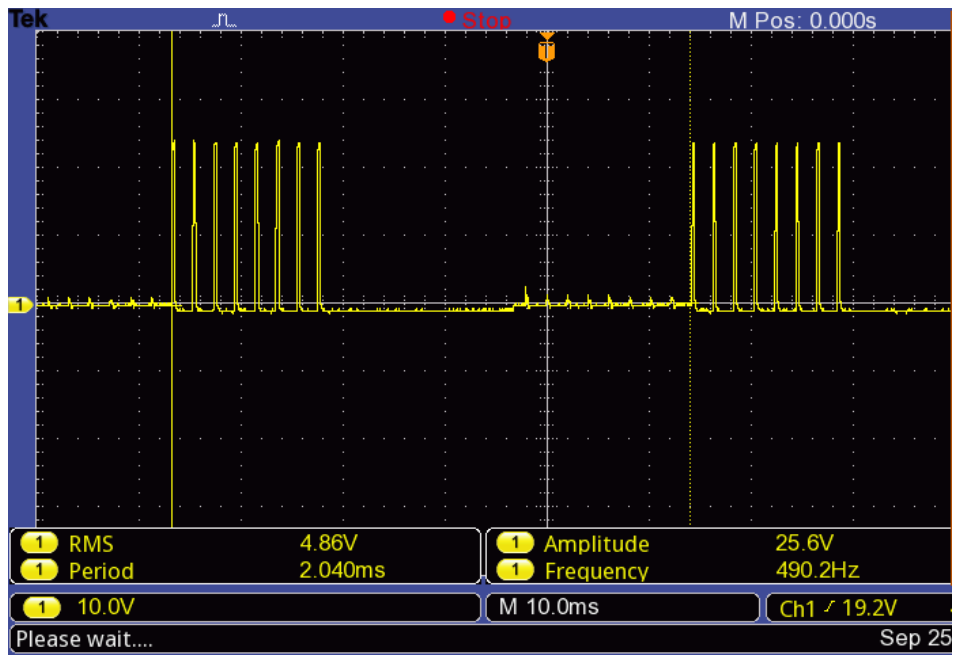 Tek Stop M Pos: 0.000s
T
1
1 RMS 4.86V 1 Amplitude 25.6V
1 Period 2.040ms 1 Frequency 490.2Hz
1 10.0V M 10.0ms Ch1 19.2V
Please wait.... Sep 25